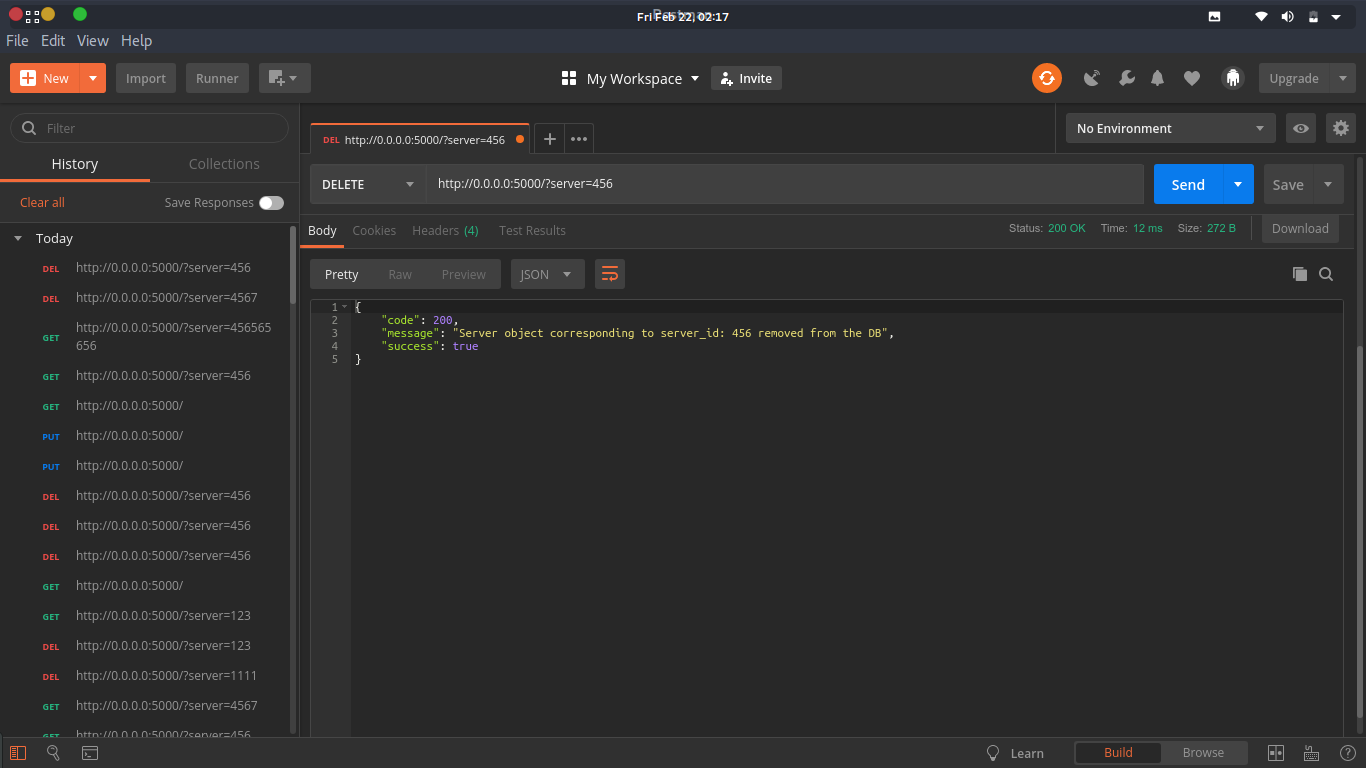 Fri Feb 22, 02:17
File Edit View Help
New Import Runner My Workspace Invite Upgrade
Filter
History Collections
Clear all Save Responses
Today
DEL http://0.0.0.0:5000/?server=456
DEL http://0.0.0.0:5000/?server=4567
GET http://0.0.0.0:5000/?server=456565
656
GET http://0.0.0.0:5000/?server=456
GET http://0.0.0.0:5000/
PUT http://0.0.0.0:5000/
PUT http://0.0.0.0:5000/
DEL http://0.0.0.0:5000/?server=456
DEL http://0.0.0.0:5000/?server=456
DEL http://0.0.0.0:5000/?server=456
GET http://0.0.0.0:5000/
GET http://0.0.0.0:5000/?server=123
DEL http://0.0.0.0:5000/?server=123
DEL http://0.0.0.0:5000/?server=1111
GET http://0.0.0.0:5000/?server=4567
GET http://0.0.0.0:5000/?server=456
DEL http://0.0.0.0:5000/?server=456
No Environment
DELETE http://0.0.0.0:5000/?server=456 Send Save
Body Cookies Headers (4) Test Results Status: 200 OK Time: 12 ms Size: 272 B Download
Pretty Raw Preview JSON
1 {
2 "code": 200,
3 "message": "Server object corresponding to server_id: 456 removed from the DB",
4 "success": true
5 }
Learn Build Browse